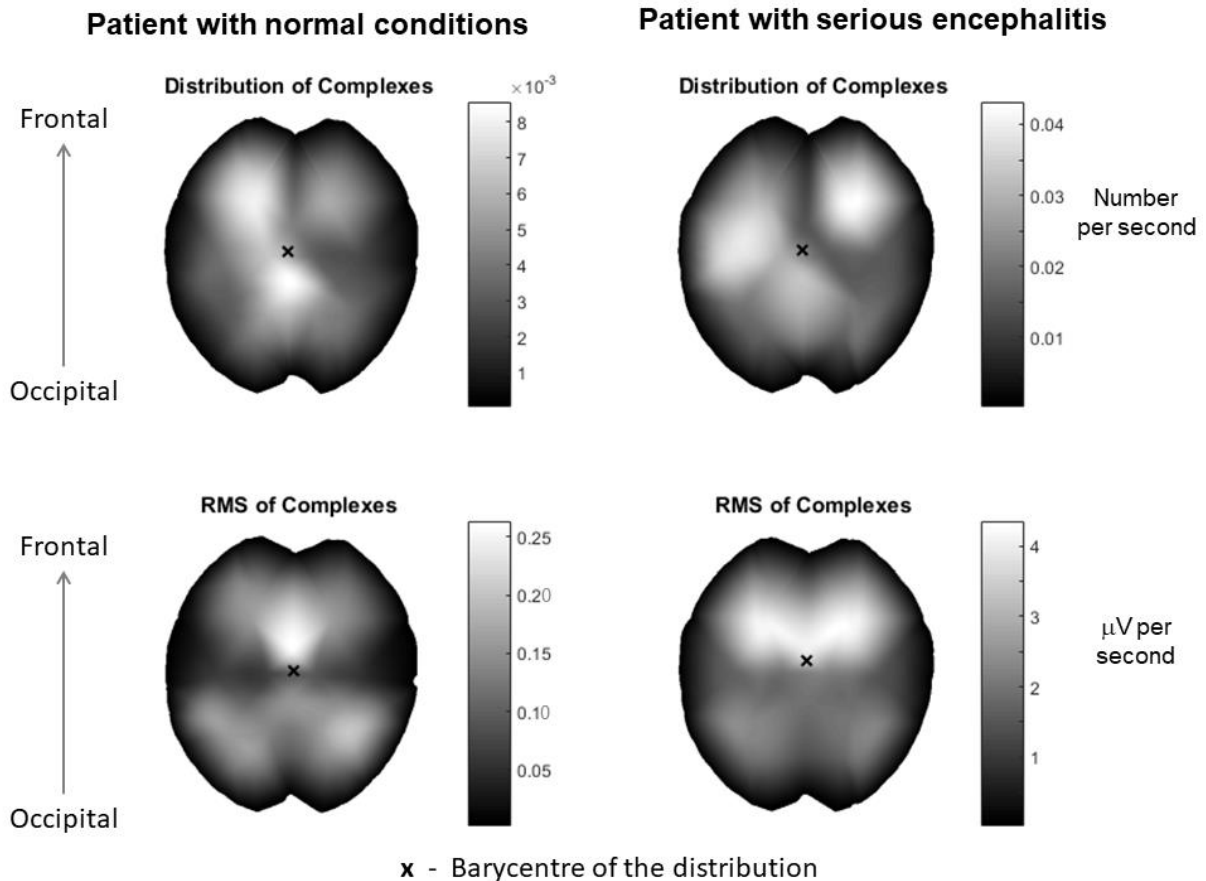 Patient with normal conditions
Patient with serious encephalitis
Distribution of Complexes
× 10⁻³
Frontal
Occipital
8
7
6
5
4
3
2
1
Distribution of Complexes
0.04
0.03
0.02
0.01
Number
per second
RMS of Complexes
Frontal
Occipital
0.25
0.20
0.15
0.10
0.05
RMS of Complexes
4
3
2
1
μV per
second
x - Barycentre of the distribution